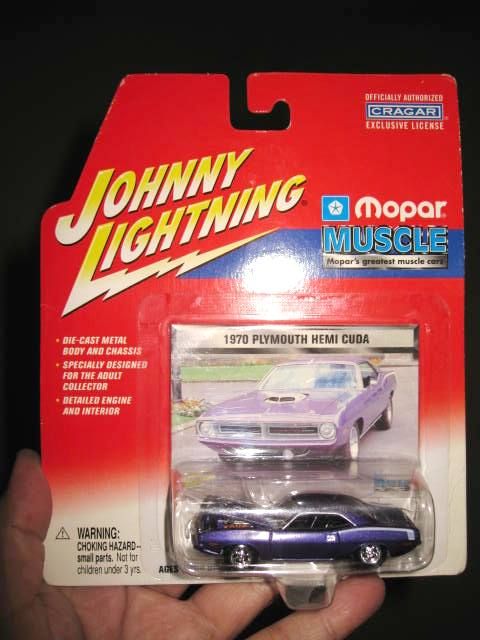 OFFICIALLY AUTHORIZED
CRAGAR
EXCLUSIVE LICENSE
JOHNNY
LIGHTNING®
Mopar
MUSCLE
Mopar's greatest muscle cars
1970 PLYMOUTH HEMI CUDA
• DIE-CAST METAL
BODY AND CHASSIS
• SPECIALLY DESIGNED
FOR THE ADULT
COLLECTOR
• DETAILED ENGINE
AND INTERIOR
WARNING:
CHOKING HAZARD--
small parts. Not for
children under 3 yrs.
AGES